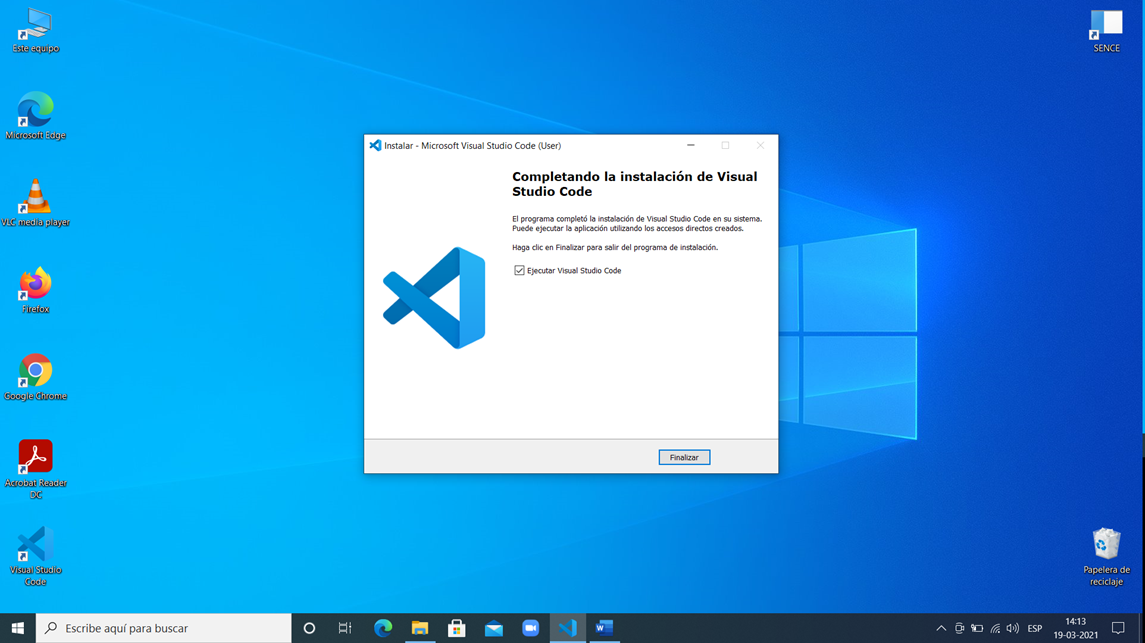 Este equipo
Microsoft Edge
VLC media player
Firefox
Google Chrome
Acrobat Reader
DC
Visual Studio
Code
SENCE
Instalar - Microsoft Visual Studio Code (User)
Completando la instalación de Visual
Studio Code
El programa completó la instalación de Visual Studio Code en su sistema.
Puede ejecutar la aplicación utilizando los accesos directos creados.
Haga clic en Finalizar para salir del programa de instalación.
Ejecutar Visual Studio Code
Finalizar
Papelera de
reciclaje
Escribe aquí para buscar
ESP
14:13
19-03-2021